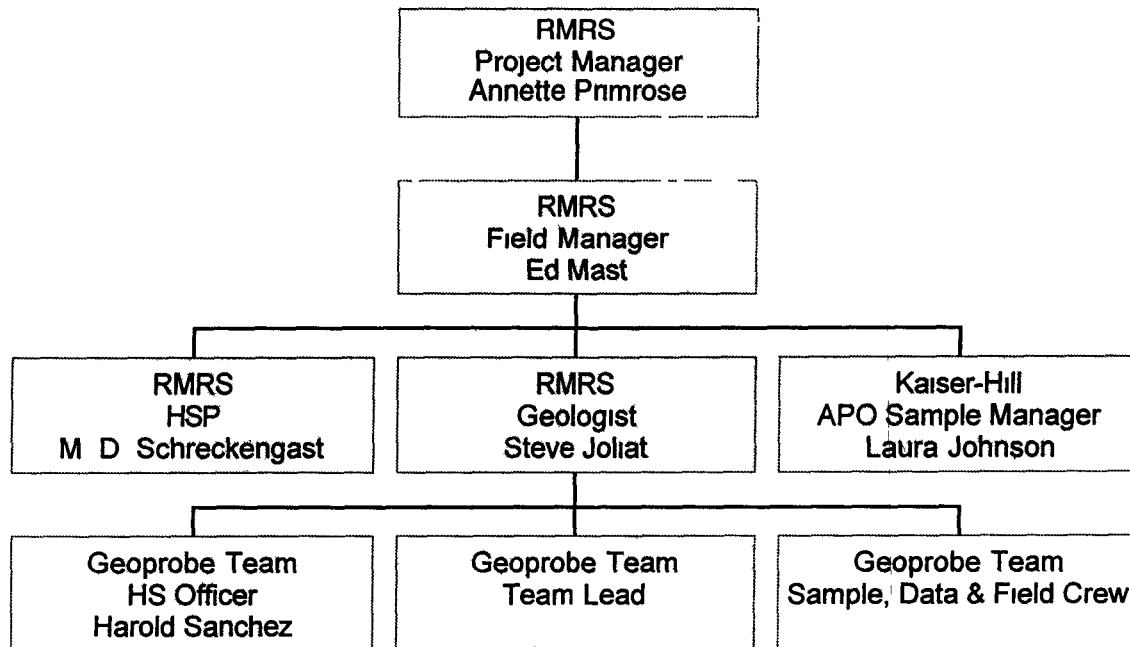 RMRS
Project Manager
Annette Primrose
RMRS
Field Manager
Ed Mast
RMRS
HSP
M D Schreckengast
RMRS
Geologist
Steve Joliat
Kaiser-Hill
APO Sample Manager
Laura Johnson
Geoprobe Team
HS Officer
Harold Sanchez
Geoprobe Team
Team Lead
Geoprobe Team
Sample, Data & Field Crew